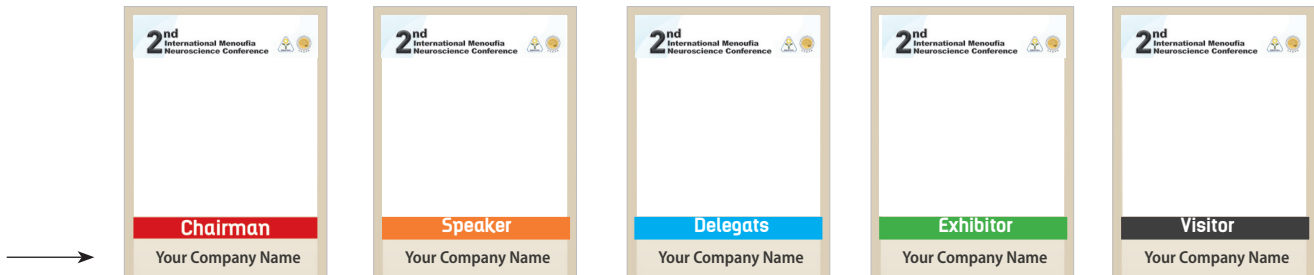 2nd
International Menoufia
Neuroscience Conference
Chairman
Your Company Name
2nd
International Menoufia
Neuroscience Conference
Speaker
Your Company Name
2nd
International Menoufia
Neuroscience Conference
Delegats
Your Company Name
2nd
International Menoufia
Neuroscience Conference
Exhibitor
Your Company Name
2nd
International Menoufia
Neuroscience Conference
Visitor
Your Company Name